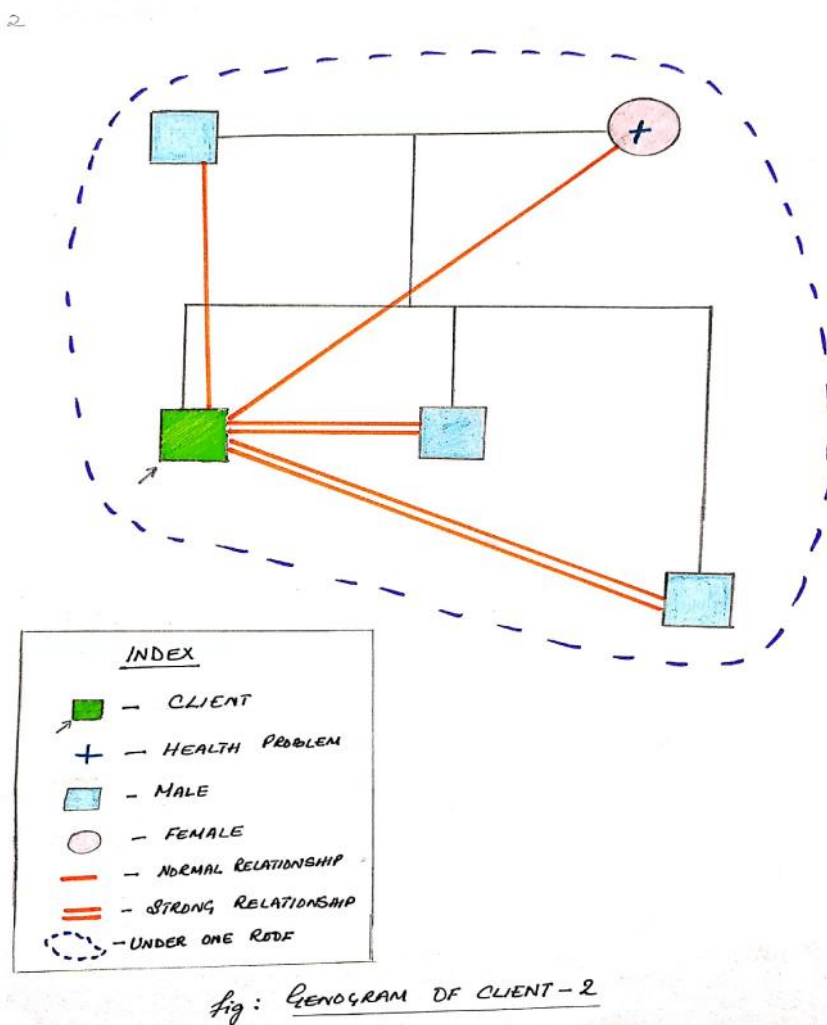 2
INDEX
- CLIENT
+ - HEALTH PROBLEM
- MALE
- FEMALE
- NORMAL RELATIONSHIP
- STRONG RELATIONSHIP
- UNDER ONE ROOF
fig: GENOGRAM OF CLIENT-2